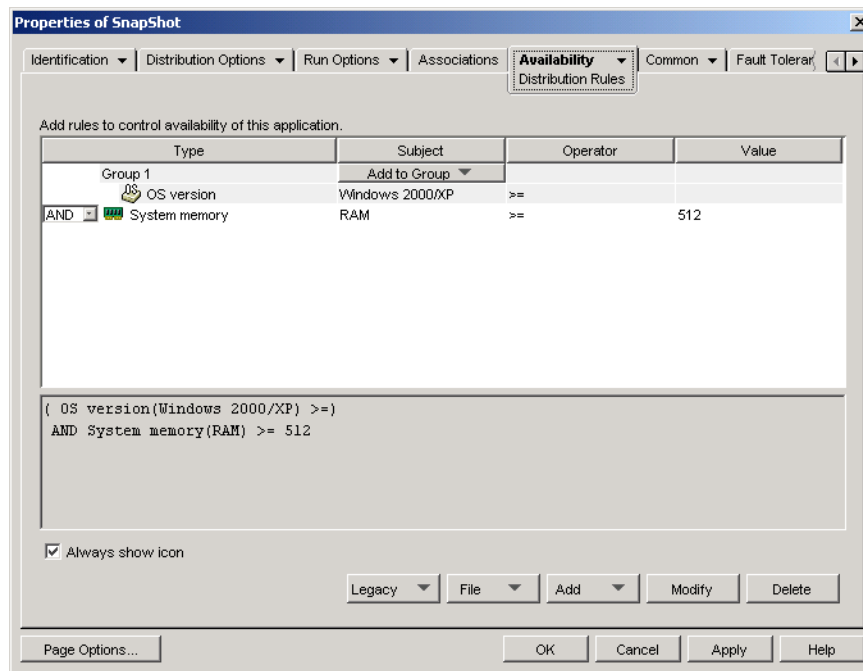 Properties of SnapShot
Identification Distribution Options Run Options Associations Availability Common Fault Toleran
Distribution Rules
Add rules to control availability of this application.
Type Subject Operator Value
Group 1 Add to Group
OS version Windows 2000/XP >=
AND System memory RAM >= 512
( OS version(Windows 2000/XP) >=)
AND System memory(RAM) >= 512
Always show icon
Legacy File Add Modify Delete
Page Options... OK Cancel Apply Help